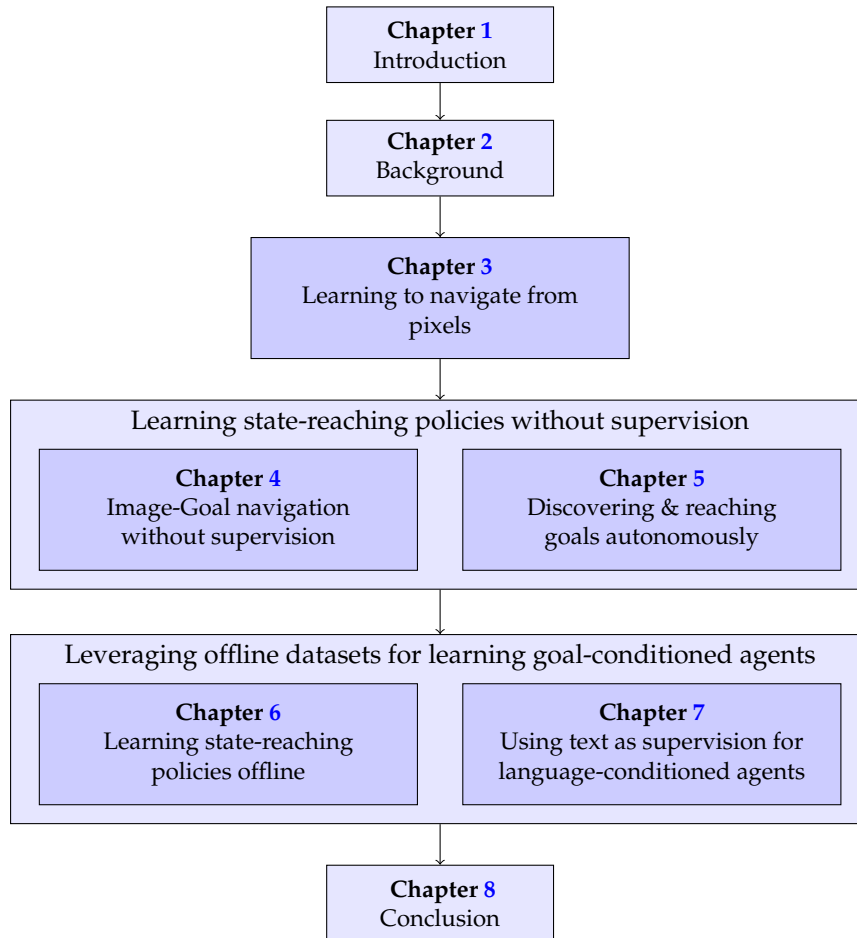 Chapter 1
Introduction
Chapter 2
Background
Chapter 3
Learning to navigate from
pixels
Learning state-reaching policies without supervision
Chapter 4
Image-Goal navigation
without supervision
Chapter 5
Discovering & reaching
goals autonomously
Leveraging offline datasets for learning goal-conditioned agents
Chapter 6
Learning state-reaching
policies offline
Chapter 7
Using text as supervision for
language-conditioned agents
Chapter 8
Conclusion